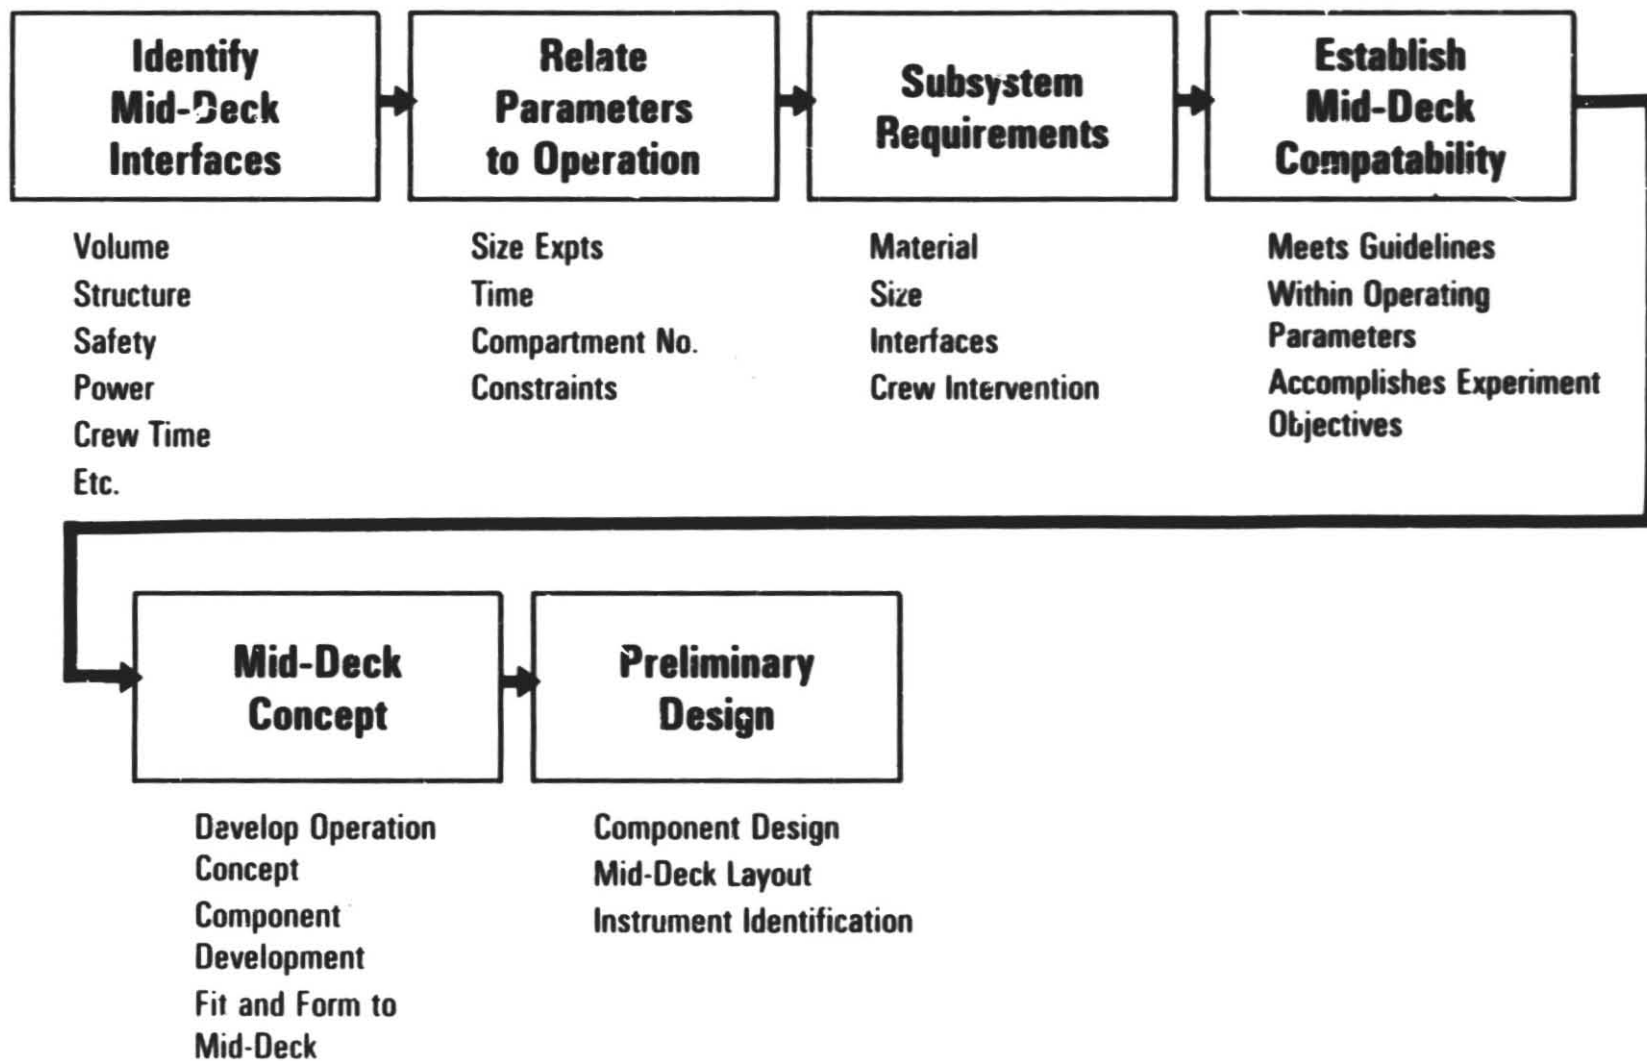 Identify
Mid-Deck
Interfaces
Relate
Parameters
to Operation
Subsystem
Requirements
Establish
Mid-Deck
Compatability
Volume
Structure
Safety
Power
Crew Time
Etc.
Size Expts
Time
Compartment No.
Constraints
Material
Size
Interfaces
Crew Intervention
Meets Guidelines
Within Operating
Parameters
Accomplishes Experiment
Objectives
Mid-Deck
Concept
Preliminary
Design
Develop Operation
Concept
Component
Development
Fit and Form to
Mid-Deck
Component Design
Mid-Deck Layout
Instrument Identification